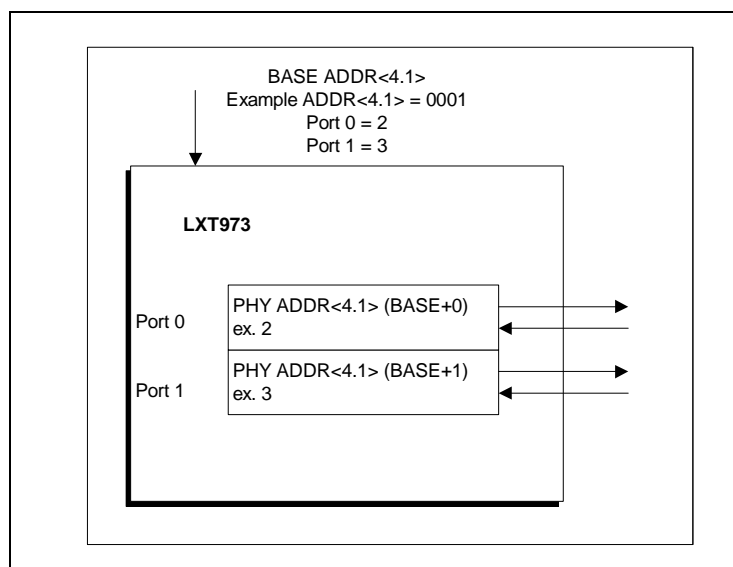 BASE ADDR<4.1>
Example ADDR<4.1> = 0001
Port 0 = 2
Port 1 = 3
LXT973
Port 0
PHY ADDR<4.1> (BASE+0)
ex. 2
Port 1
PHY ADDR<4.1> (BASE+1)
ex. 3